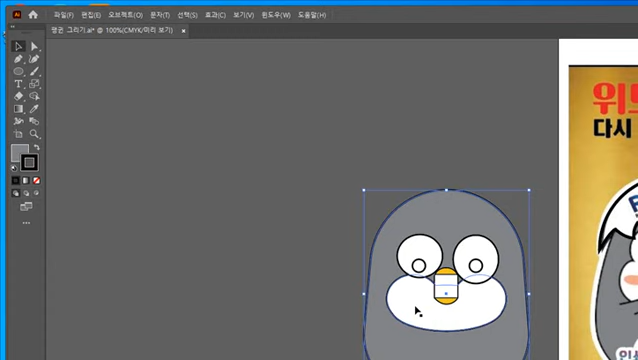 Ai 파일(F) 편집(E) 오브젝트(O) 문자(T) 선택(S) 효과(C) 보기(V) 윈도우(W) 도움말(H)
펭귄 그리기.ai* @ 100%(CMYK/미리 보기) ×
다시